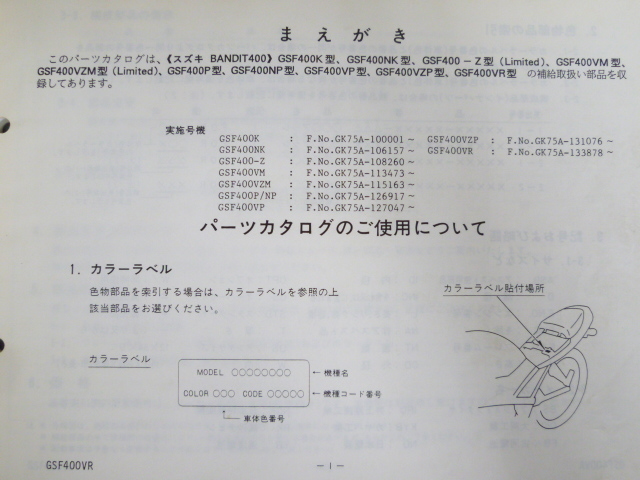 まえがき
このパーツカタログは、《スズキ BANDIT400》GSF400K型、GSF400NK型、GSF400－Z型（Limited）、GSF400VM型、
GSF400VZM型（Limited）、GSF400P型、GSF400NP型、GSF400VP型、GSF400VZP型、GSF400VR型 の補給取扱い部品を収
録してあります。
実施号機
GSF400K : F.No.GK75A-100001～ GSF400VZP : F.No.GK75A-131076～
GSF400NK : F.No.GK75A-106157～ GSF400VR : F.No.GK75A-133878～
GSF400-Z : F.No.GK75A-108260～
GSF400VM : F.No.GK75A-113473～
GSF400VZM : F.No.GK75A-115163～
GSF400P/NP : F.No.GK75A-126917～
GSF400VP : F.No.GK75A-127047～
パーツカタログのご使用について
1. カラーラベル
色物部品を索引する場合は、カラーラベルを参照の上
該当部品をお選びください。
カラーラベル貼付場所
カラーラベル
MODEL ○○○○○○○○ ←機種名
COLOR ○○○ CODE ○○○○○ ←機種コード番号
車体色番号
GSF400VR
－1－